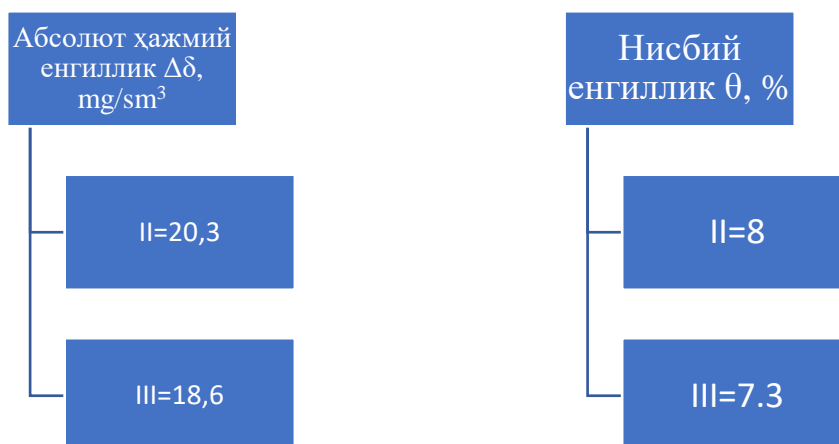 Абсолют ҳажмий
енгиллик Δδ,
mg/sm³
II=20,3
III=18,6
Нисбий
енгиллик θ, %
II=8
III=7.3